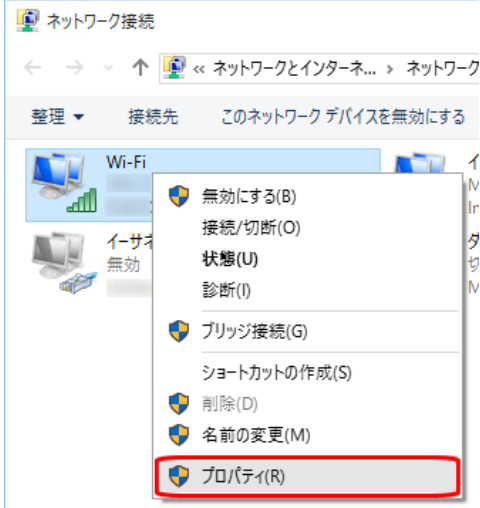 ネットワーク接続
« ネットワークとインターネ... › ネットワーク
整理 接続先 このネットワーク デバイスを無効にする
Wi-Fi
無効にする(B)
接続/切断(O)
状態(U)
診断(I)
ブリッジ接続(G)
ショートカットの作成(S)
削除(D)
名前の変更(M)
プロパティ(R)
イーサネ
無効